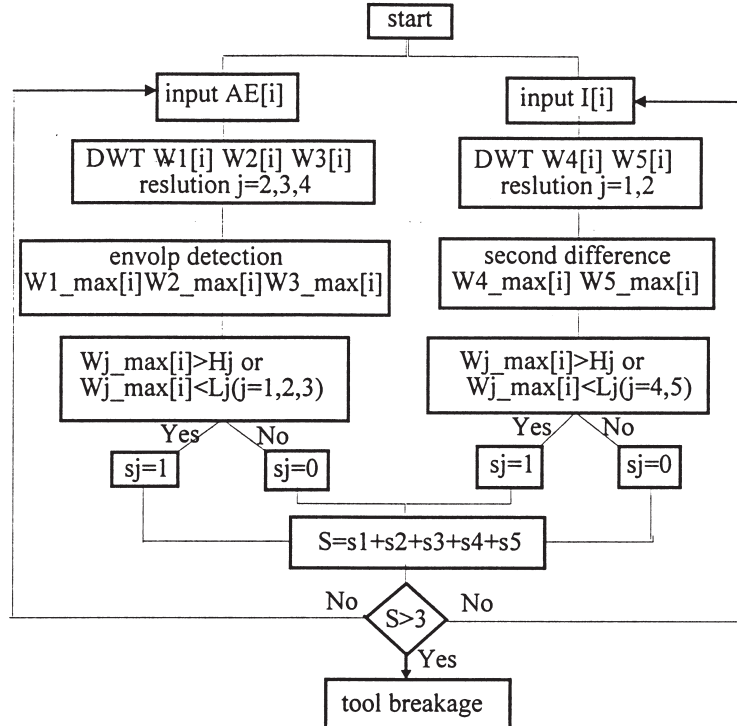 start
input AE[i]
input I[i]
DWT W1[i] W2[i] W3[i]
reslution j=2,3,4
DWT W4[i] W5[i]
reslution j=1,2
envolp detection
W1_max[i]W2_max[i]W3_max[i]
second difference
W4_max[i] W5_max[i]
Wj_max[i]>Hj or
Wj_max[i]<Lj(j=1,2,3)
Wj_max[i]>Hj or
Wj_max[i]<Lj(j=4,5)
Yes
No
Yes
No
sj=1
sj=0
sj=1
sj=0
S=s1+s2+s3+s4+s5
No
S>3
No
Yes
tool breakage